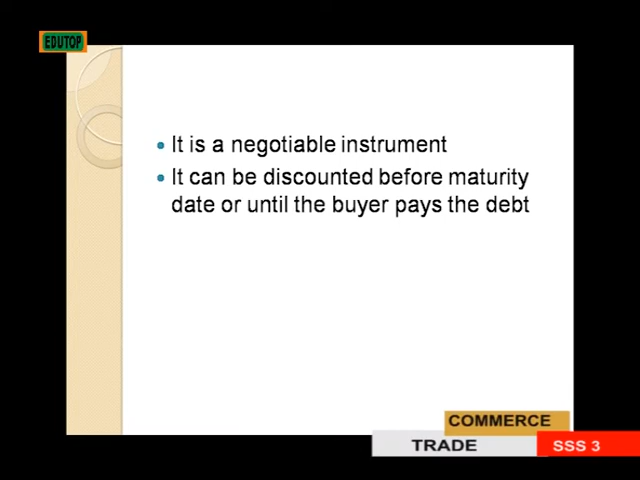 EDUTOP
It is a negotiable instrument
It can be discounted before maturity
date or until the buyer pays the debt
COMMERCE
TRADE
SSS 3